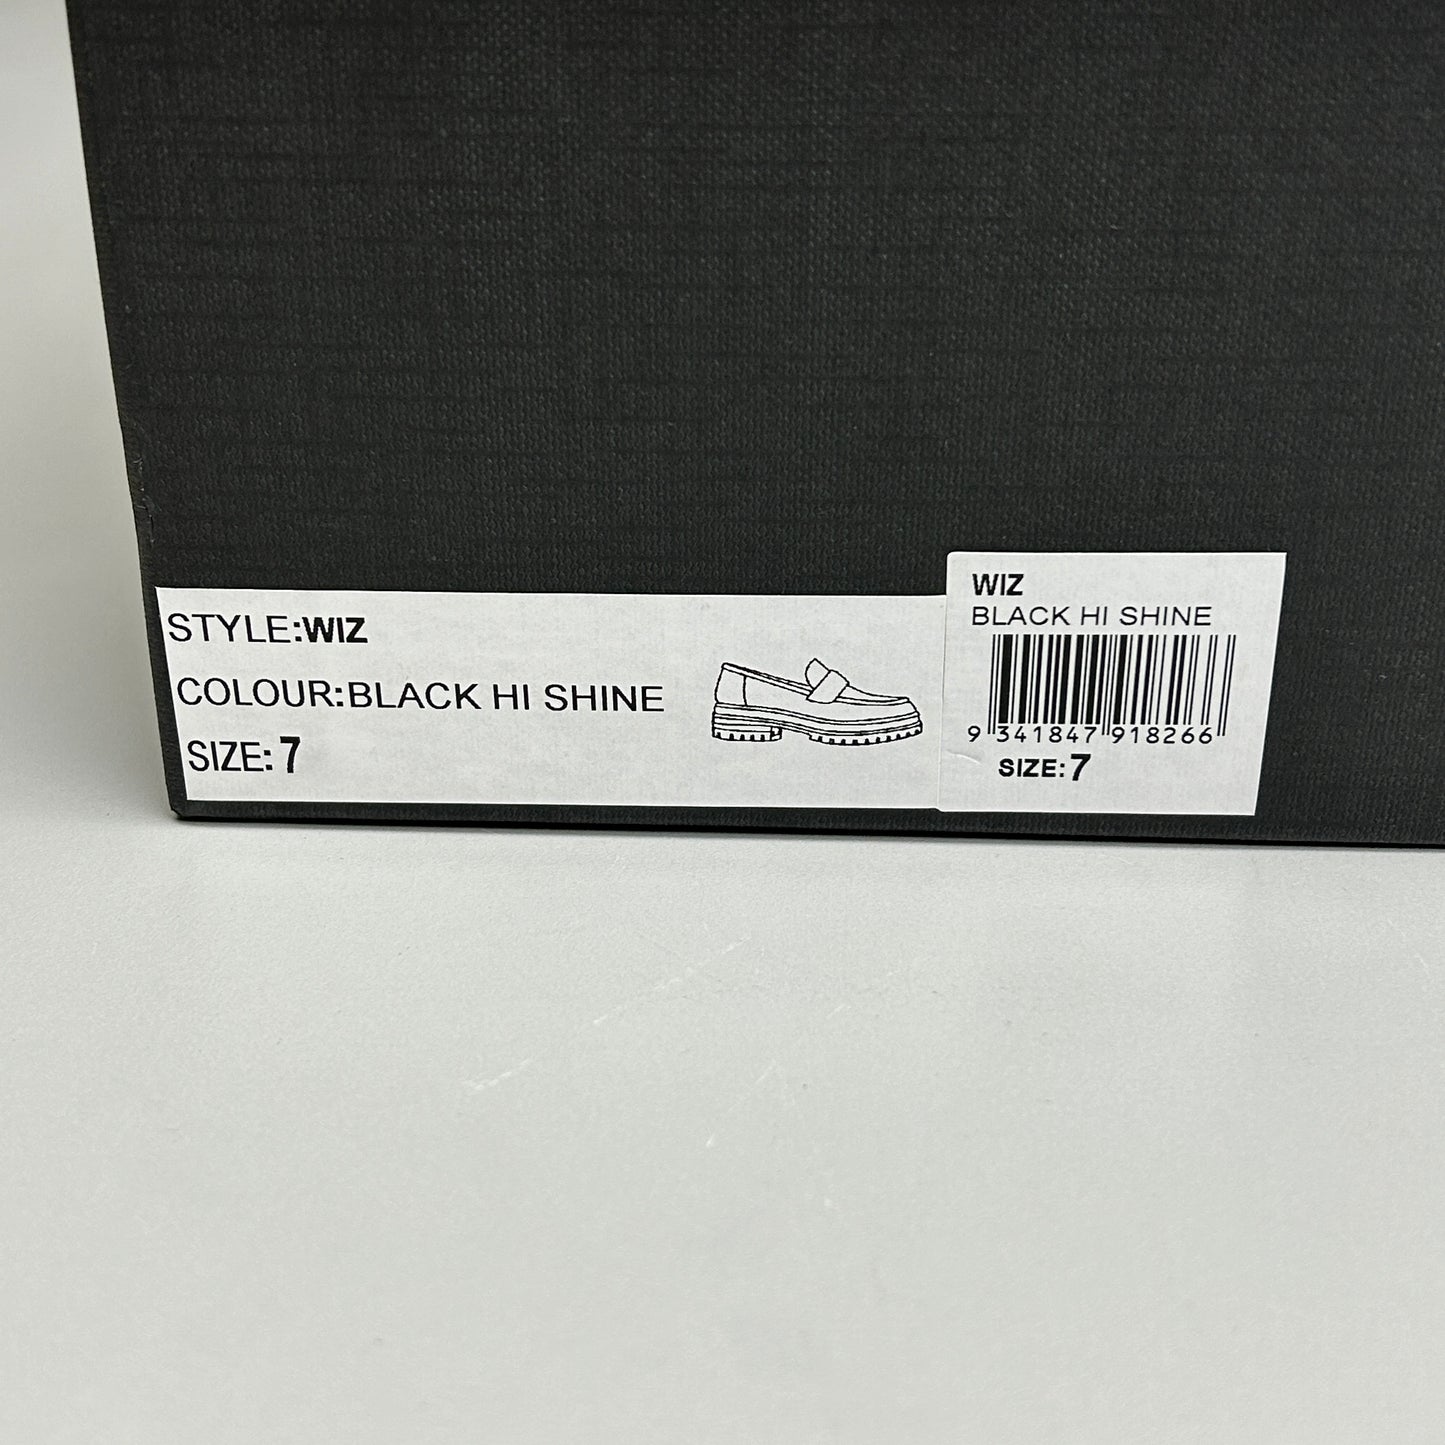 STYLE:WIZ
COLOUR:BLACK HI SHINE
SIZE:7
WIZ
BLACK HI SHINE
9 341847 918266
SIZE:7